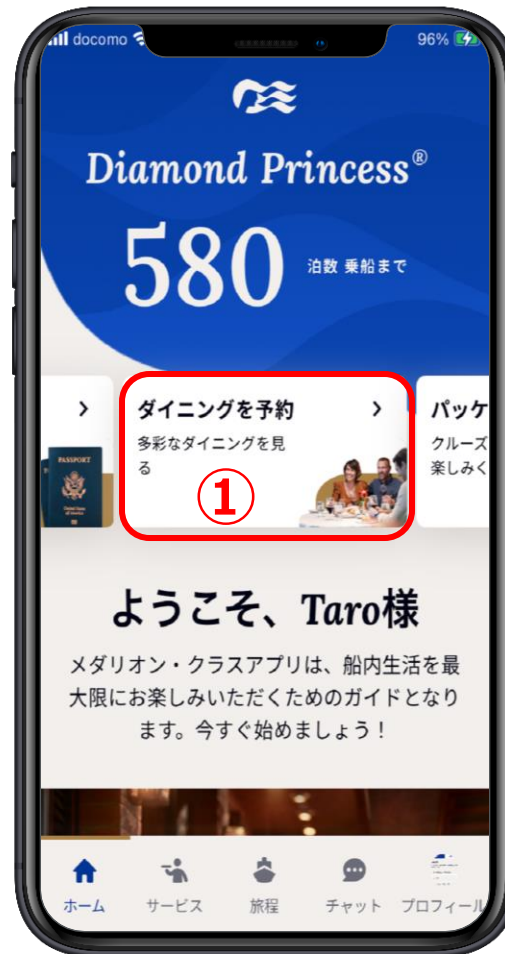 docomo
96%
Diamond Princess®
580
泊数 乗船まで
ダイニングを予約
パッケ
多彩なダイニングを見
る
クルーズ
楽しみく
PASSPORT
①
ようこそ、Taro様
メダリオン・クラスアプリは、船内生活を最
大限にお楽しみいただくためのガイドとなり
ます。今すぐ始めましょう！
ホーム
サービス
旅程
チャット
プロフィール